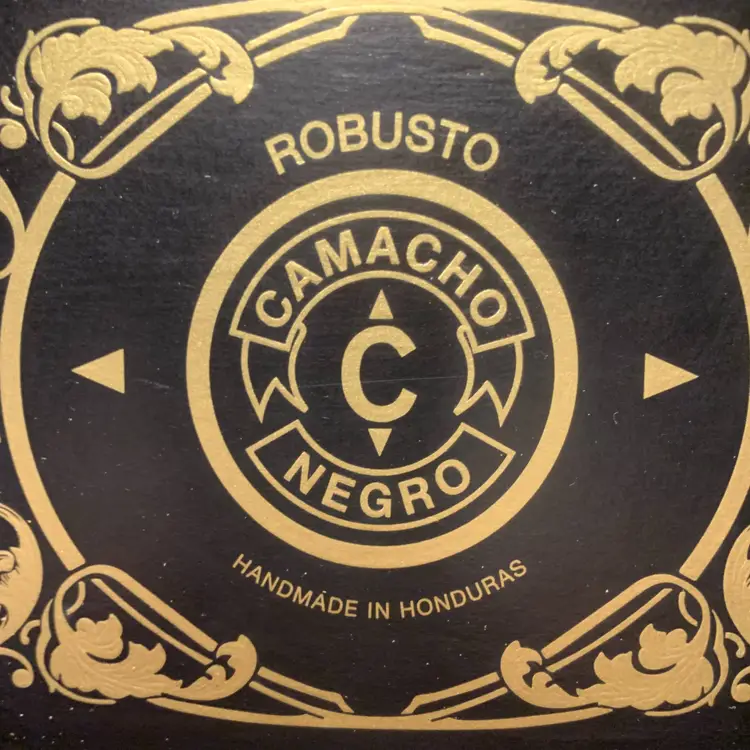 ROBUSTO
CAMACHO
C
NEGRO
HANDMADE IN HONDURAS